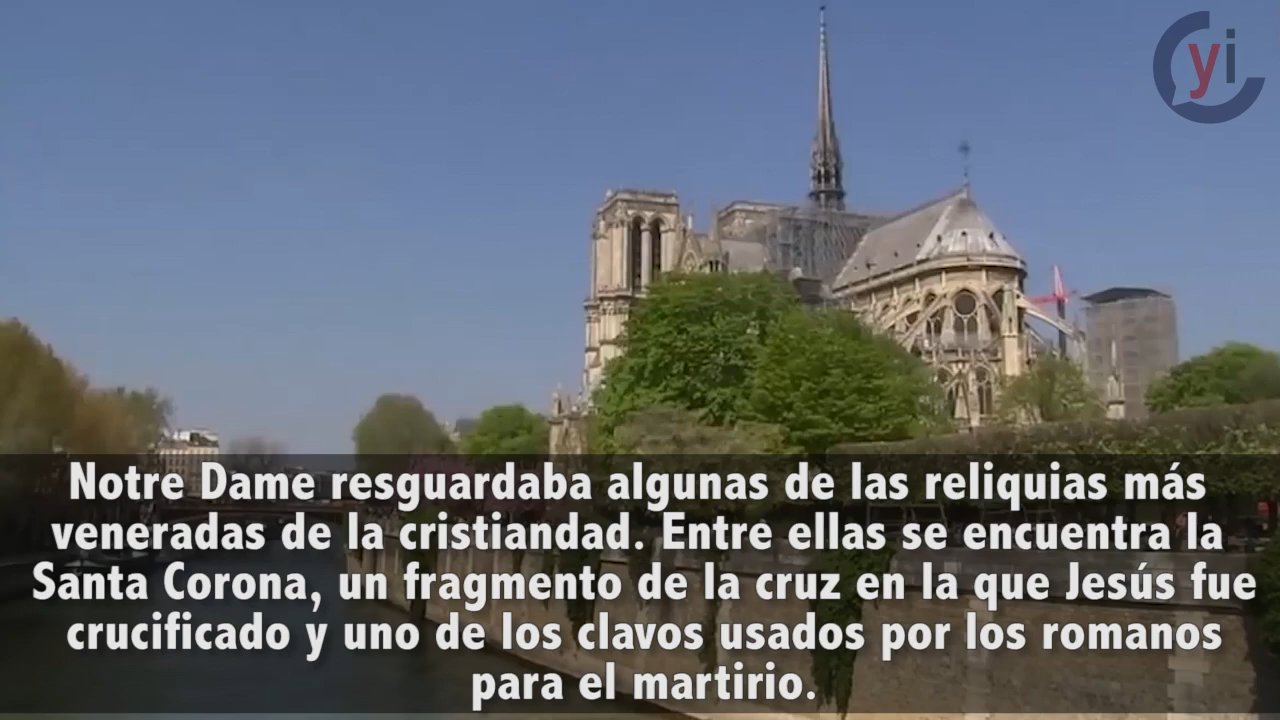 yi
Notre Dame resguardaba algunas de las reliquias más
veneradas de la cristiandad. Entre ellas se encuentra la
Santa Corona, un fragmento de la cruz en la que Jesús fue
crucificado y uno de los clavos usados por los romanos
para el martirio.